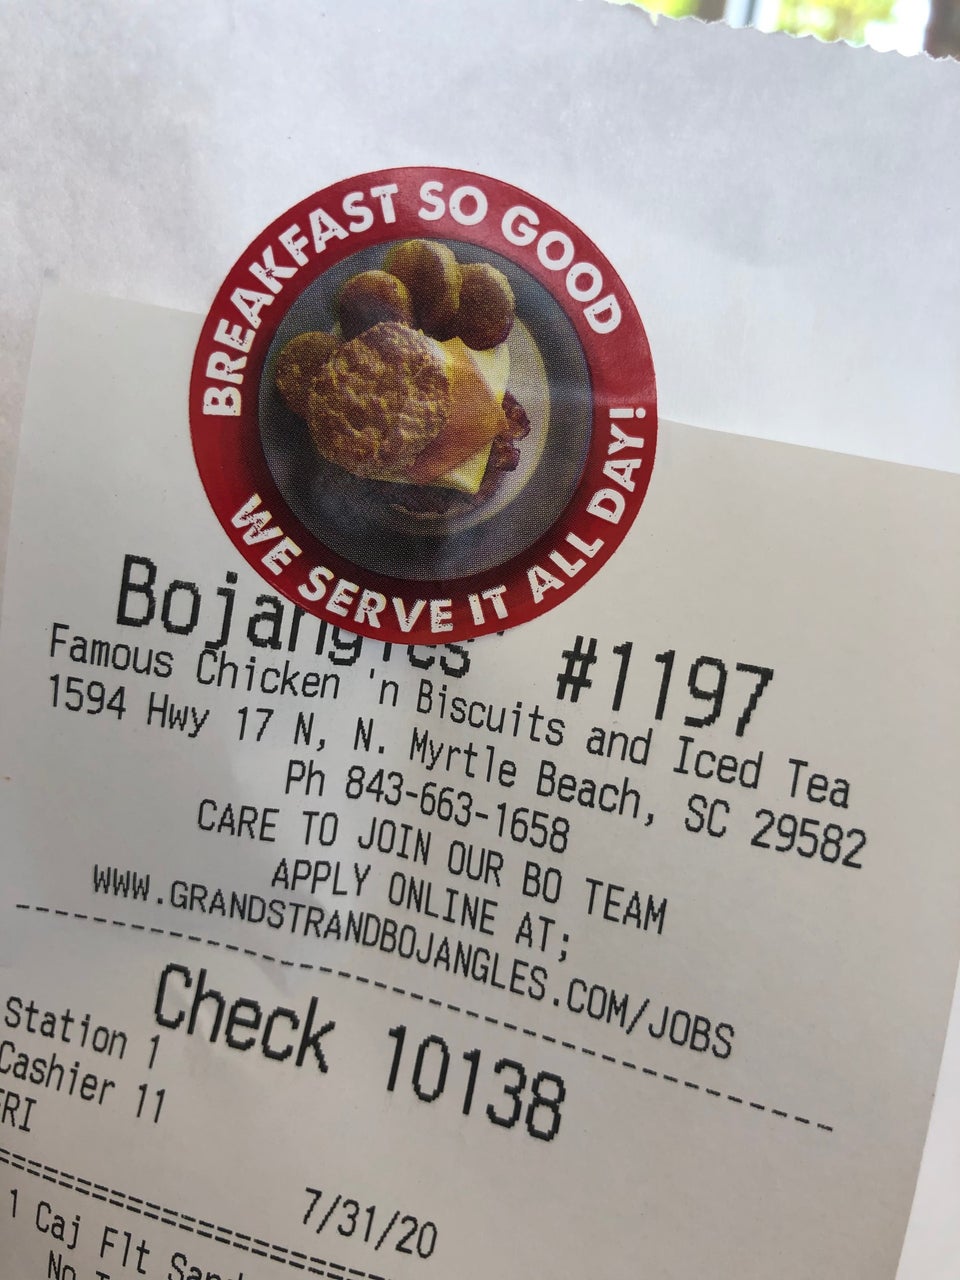 BREAKFAST SO GOOD
WE SERVE IT ALL DAY!
Bojangles' #1197
Famous Chicken 'n Biscuits and Iced Tea
1594 Hwy 17 N, N. Myrtle Beach, SC 29582
Ph 843-663-1658
CARE TO JOIN OUR BO TEAM
APPLY ONLINE AT;
WWW.GRANDSTRANDBOJANGLES.COM/JOBS
Check 10138
Station 1
Cashier 11
FRI 7/31/20
1 Caj Flt
No